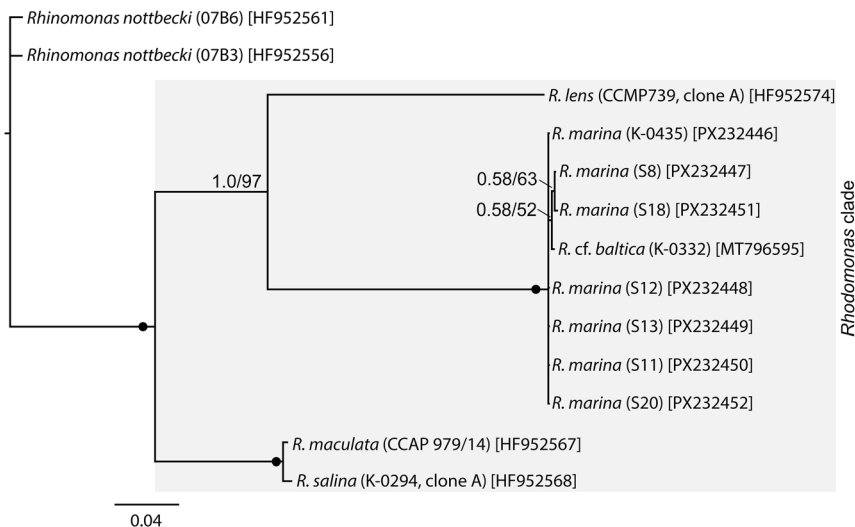 Rhinomonas nottbecki (07B6) [HF952561]
Rhinomonas nottbecki (07B3) [HF952556]
R. lens (CCMP739, clone A) [HF952574]
R. marina (K-0435) [PX232446]
R. marina (S8) [PX232447]
1.0/97
0.58/63
R. marina (S18) [PX232451]
0.58/52
R. cf. baltica (K-0332) [MT796595]
R. marina (S12) [PX232448]
R. marina (S13) [PX232449]
R. marina (S11) [PX232450]
R. marina (S20) [PX232452]
R. maculata (CCAP 979/14) [HF952567]
R. salina (K-0294, clone A) [HF952568]
Rhodomonas clade
0.04